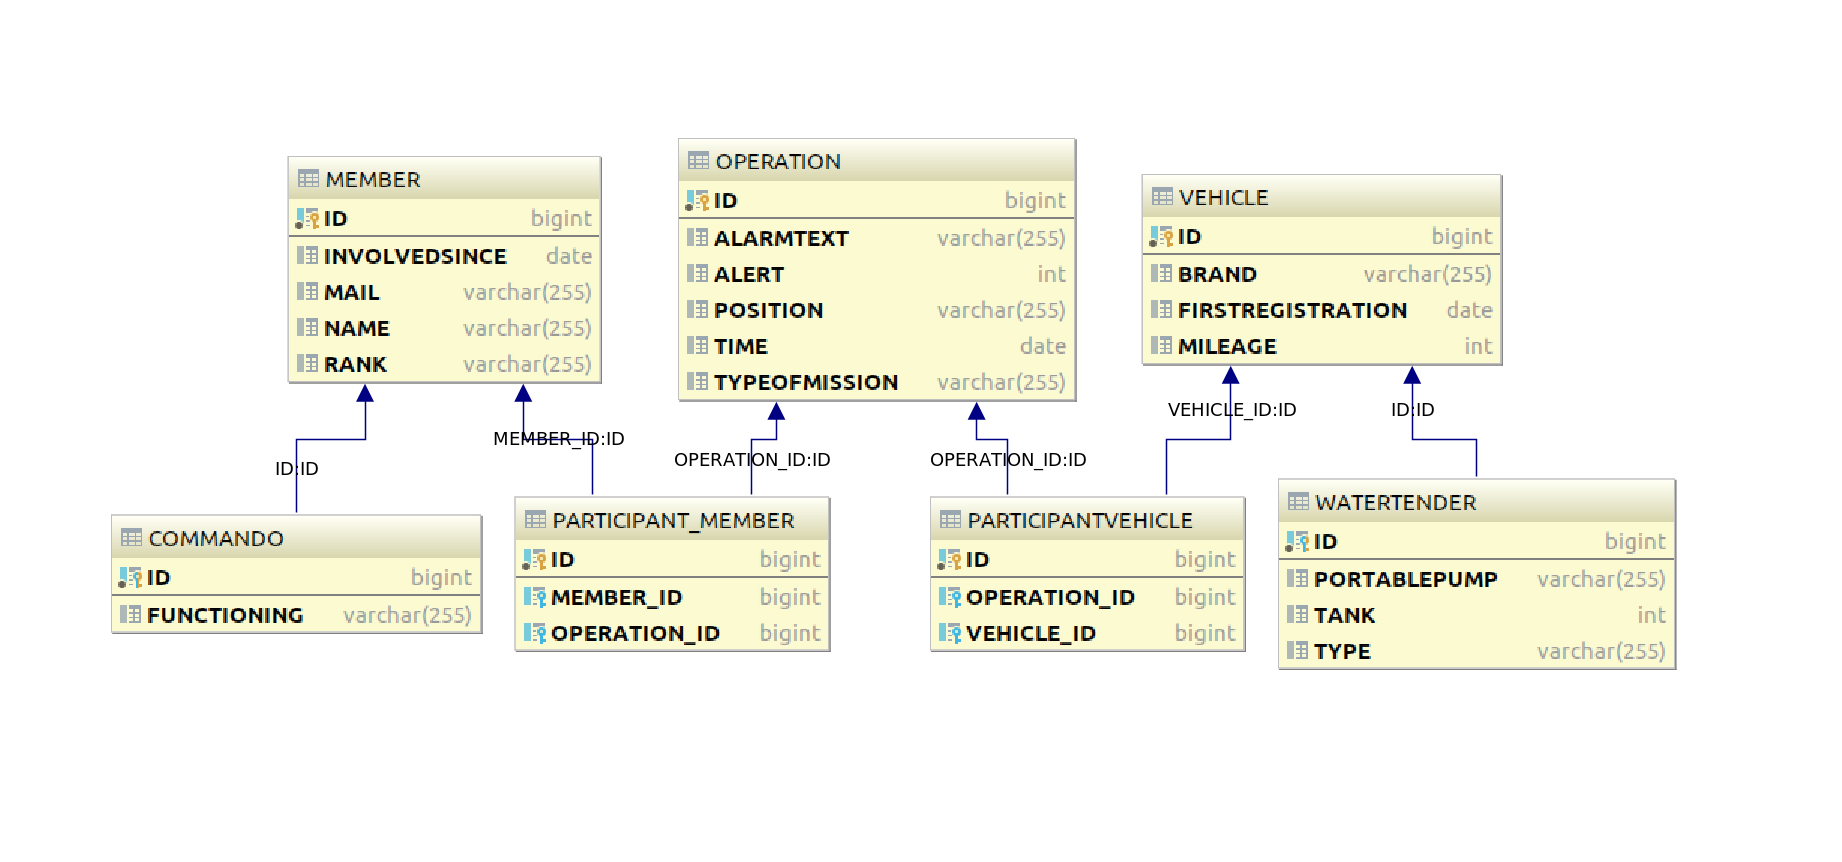 MEMBER
ID bigint
INVOLVEDSINCE date
MAIL varchar(255)
NAME varchar(255)
RANK varchar(255)
OPERATION
ID bigint
ALARMTEXT varchar(255)
ALERT int
POSITION varchar(255)
TIME date
TYPEOFMISSION varchar(255)
VEHICLE
ID bigint
BRAND varchar(255)
FIRSTREGISTRATION date
MILEAGE int
ID:ID
MEMBER_ID:ID
OPERATION_ID:ID
OPERATION_ID:ID
VEHICLE_ID:ID
ID:ID
COMMANDO
ID bigint
FUNCTIONING varchar(255)
PARTICIPANT_MEMBER
ID bigint
MEMBER_ID bigint
OPERATION_ID bigint
PARTICIPANTVEHICLE
ID bigint
OPERATION_ID bigint
VEHICLE_ID bigint
WATERTENDER
ID bigint
PORTABLEPUMP varchar(255)
TANK int
TYPE varchar(255)